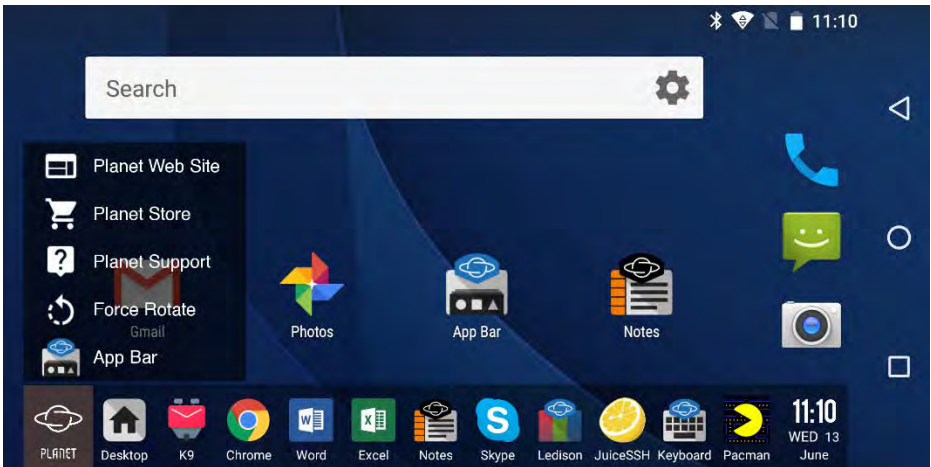 11:10
Search
Planet Web Site
Planet Store
Planet Support
Force Rotate
App Bar
Gmail
Photos
App Bar
Notes
PLANET
Desktop
K9
Chrome
Word
Excel
Notes
Skype
Ledison
JuiceSSH
Keyboard
Pacman
11:10
WED 13
June